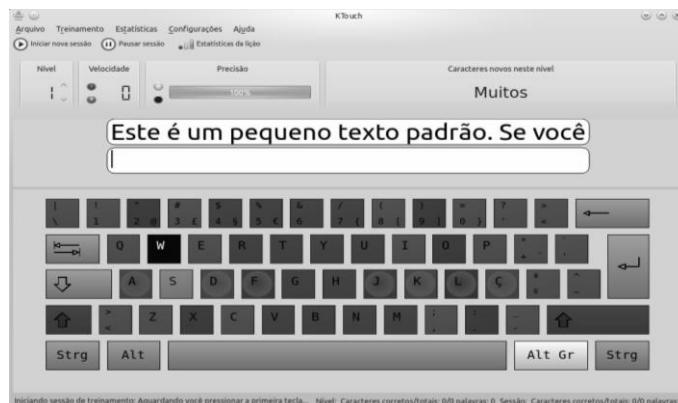 KTouch
Arquivo Treinamento Estatísticas Configurações Ajuda
Iniciar nova sessão Pausar sessão Estatísticas da lição
Nível Velocidade Precisão Caracteres novos neste nível
1 0 100% Muitos
Este é um pequeno texto padrão. Se você
Q W E R T Y U I O P
A S D F G H J K L Ç
Z X C V B N M
Strg Alt Alt Gr Strg
Iniciando sessão de treinamento: Aguardando você pressionar a primeira tecla... Nível: Caracteres corretos/totais: 0/0 palavras: 0 Sessão: Caracteres corretos/totais: 0/0 palavras